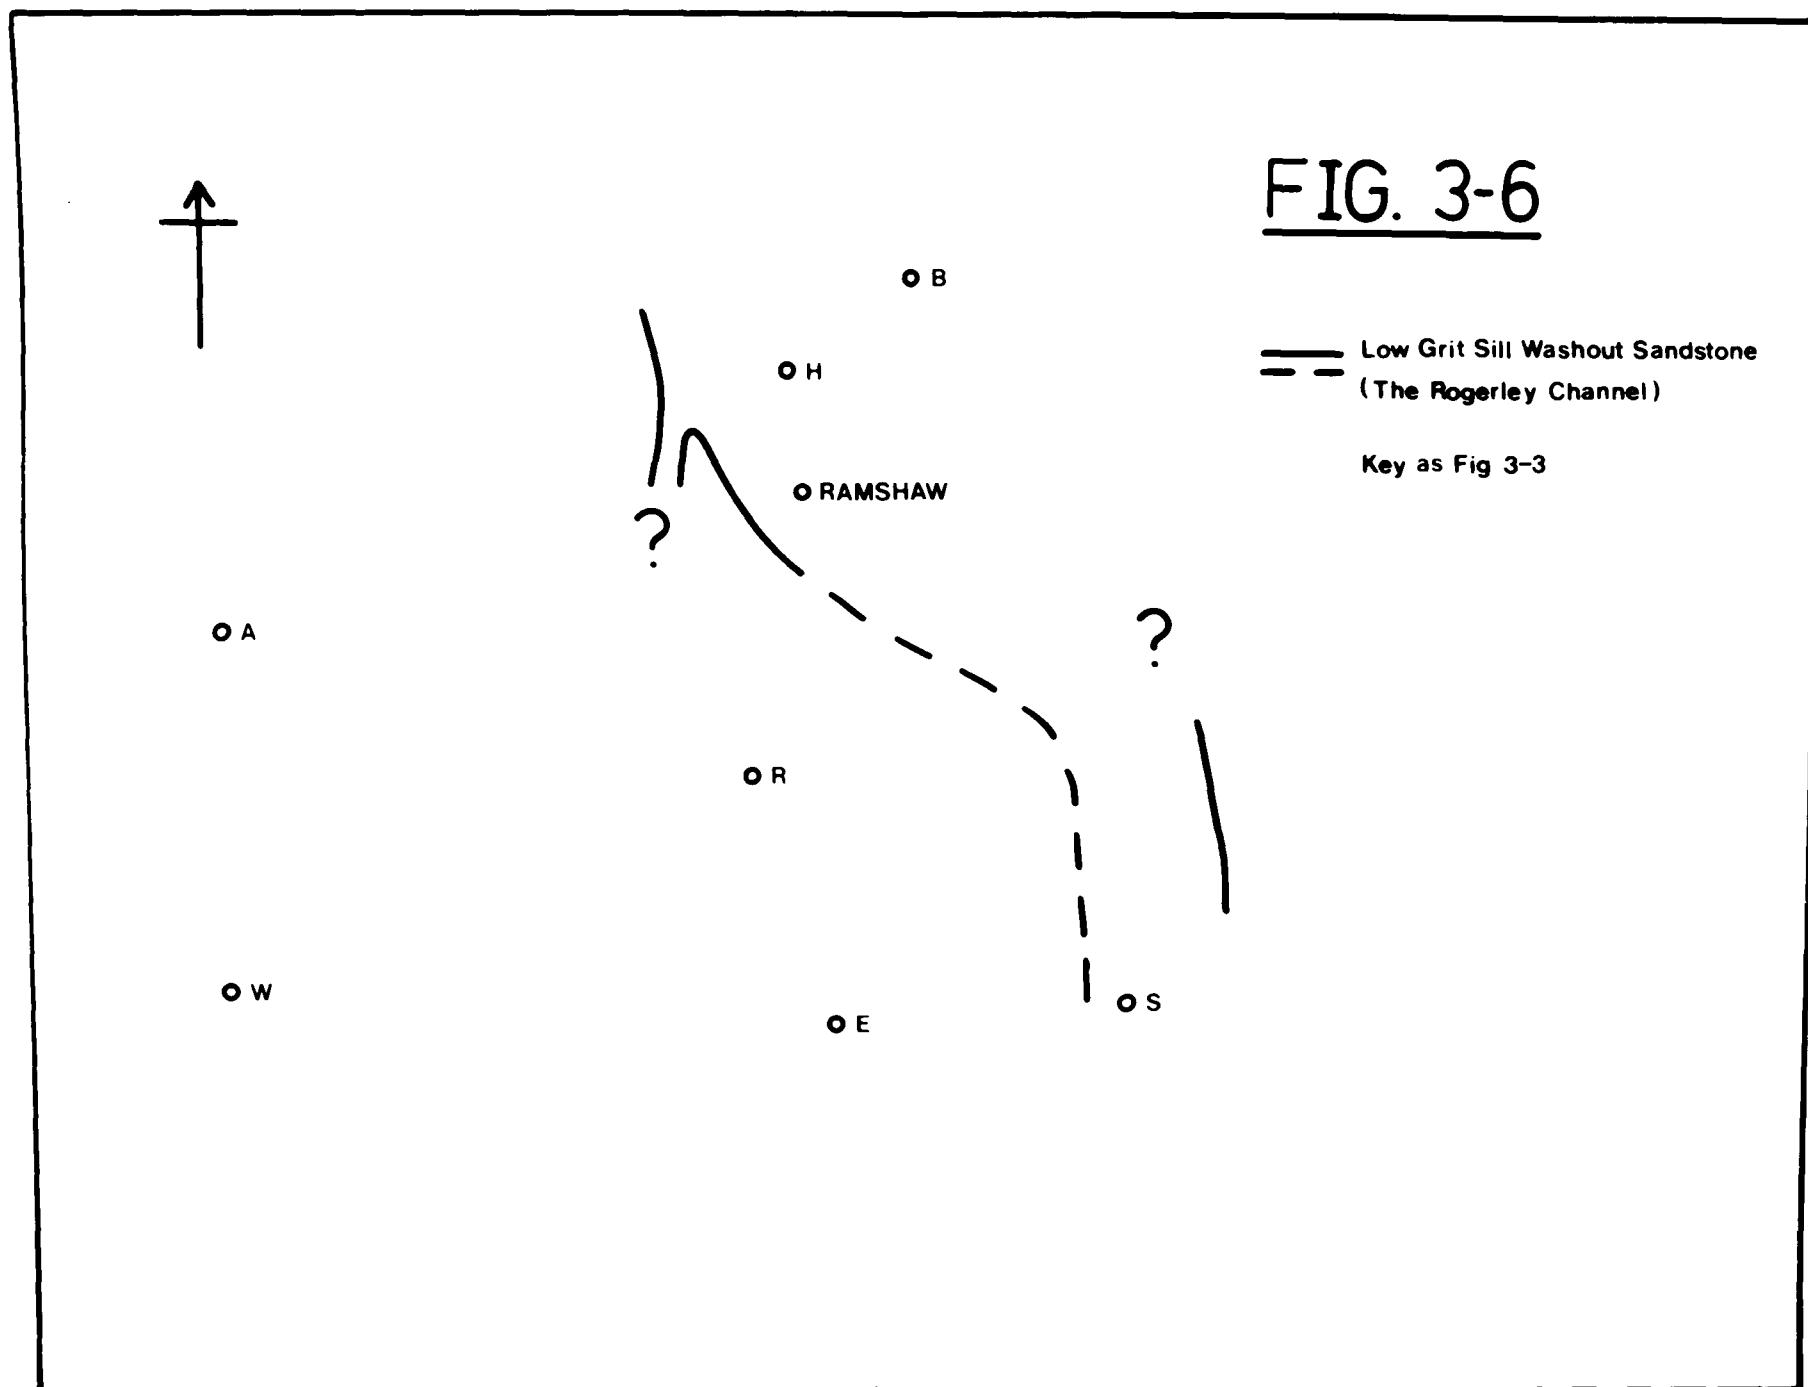 FIG. 3-6
B
Low Grit Sill Washout Sandstone
(The Rogerley Channel)
H
Key as Fig 3-3
RAMSHAW
?
A
?
R
W
S
E